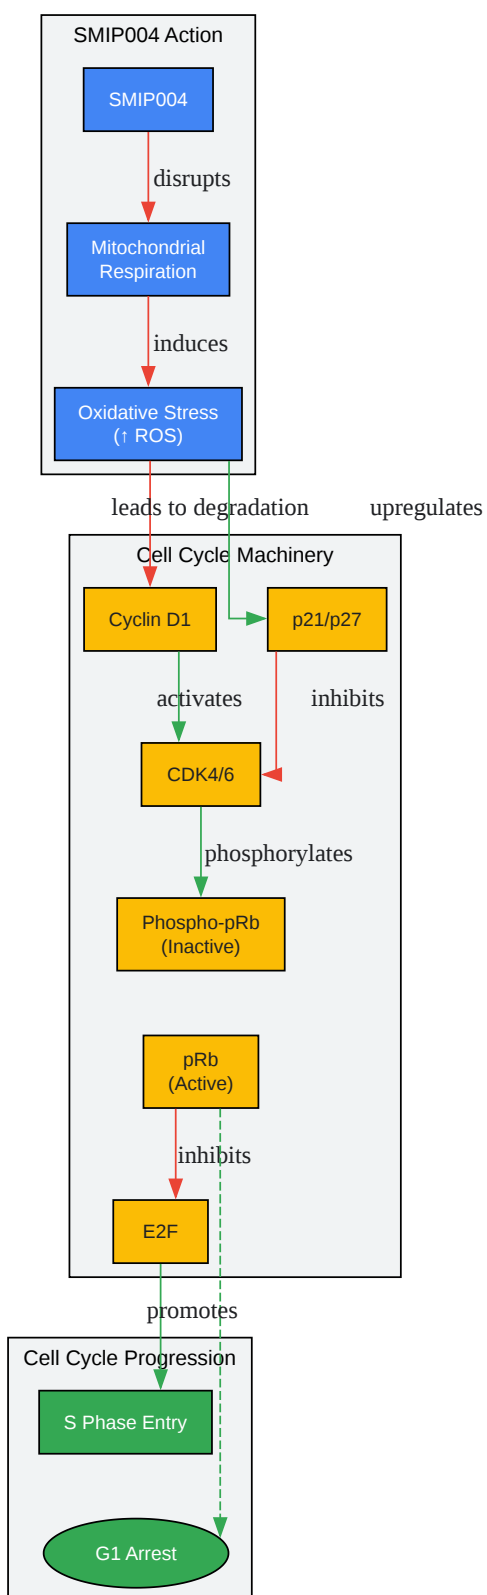 SMIP004 Action
SMIP004
disrupts
Mitochondrial
Respiration
induces
Oxidative Stress
(↑ ROS)
leads to degradation
upregulates
Cell Cycle Machinery
Cyclin D1
p21/p27
activates
inhibits
CDK4/6
phosphorylates
Phospho-pRb
(Inactive)
pRb
(Active)
inhibits
E2F
promotes
Cell Cycle Progression
S Phase Entry
G1 Arrest